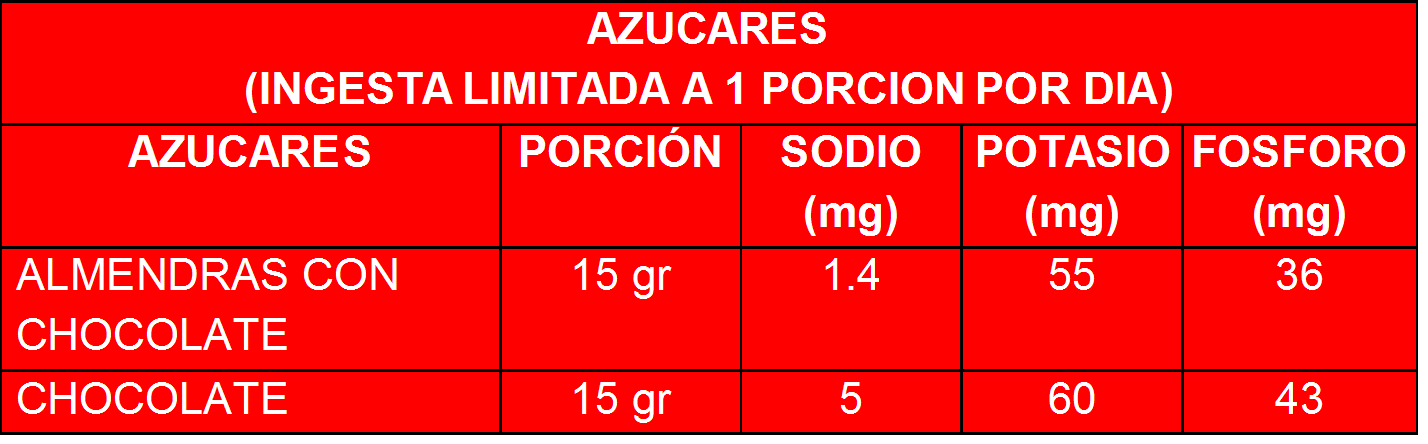 AZUCARES
(INGESTA LIMITADA A 1 PORCION POR DIA)
AZUCARES PORCIÓN SODIO POTASIO FOSFORO
(mg) (mg) (mg)
ALMENDRAS CON 15 gr 1.4 55 36
CHOCOLATE
CHOCOLATE 15 gr 5 60 43